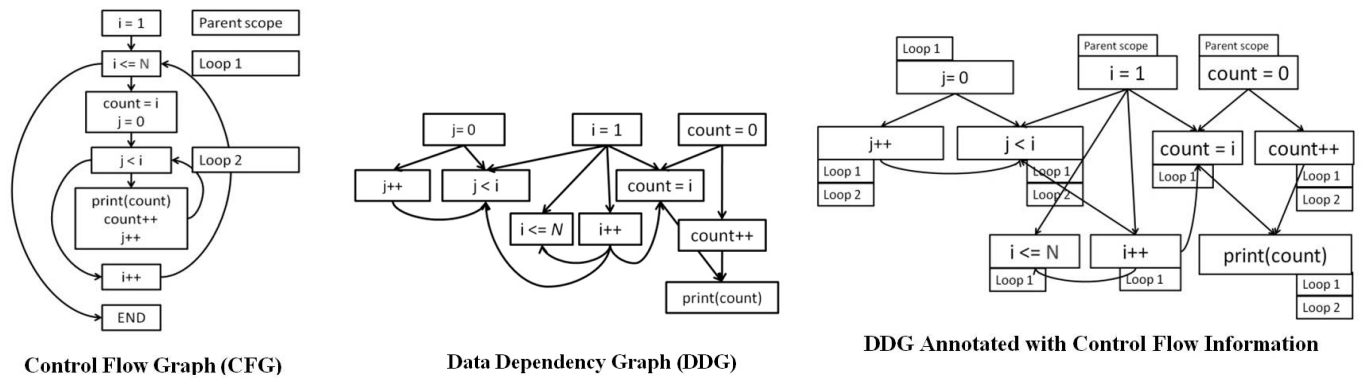 i = 1
Parent scope
i <= N
Loop 1
count = i
j = 0
j < i
Loop 2
print(count)
count++
j++
i++
END
Control Flow Graph (CFG)
j= 0
i = 1
count = 0
j++
j < i
count = i
i <= N
i++
count++
print(count)
Data Dependency Graph (DDG)
Loop 1
j= 0
Parent scope
i = 1
Parent scope
count = 0
j++
Loop 1
Loop 2
j < i
Loop 1
Loop 2
count = i
Loop 1
count++
Loop 1
Loop 2
i <= N
Loop 1
i++
Loop 1
print(count)
Loop 1
Loop 2
DDG Annotated with Control Flow Information